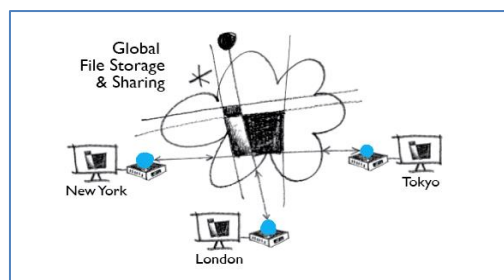 Global
File Storage
& Sharing
New York
Tokyo
London